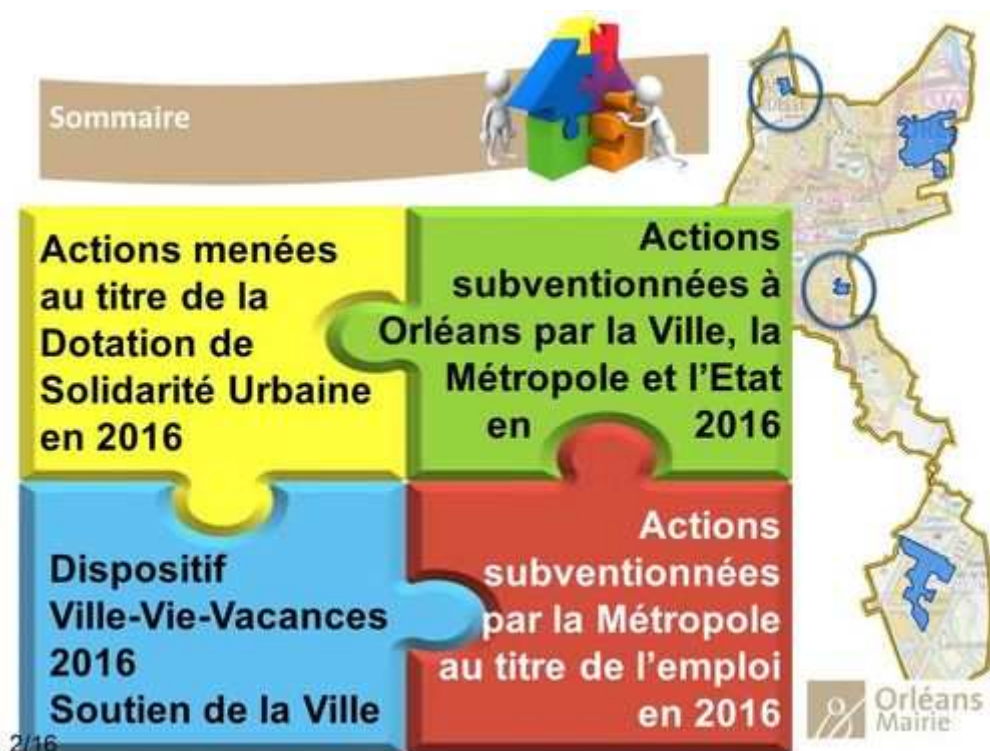 Sommaire
Actions menées
au titre de la
Dotation de
Solidarité Urbaine
en 2016
Actions
subventionnées à
Orléans par la Ville, la
Métropole et l'Etat
en 2016
Dispositif
Ville-Vie-Vacances
2016
Soutien de la Ville
Actions
subventionnées
par la Métropole
au titre de l'emploi
en 2016
Orléans
Mairie
2/16